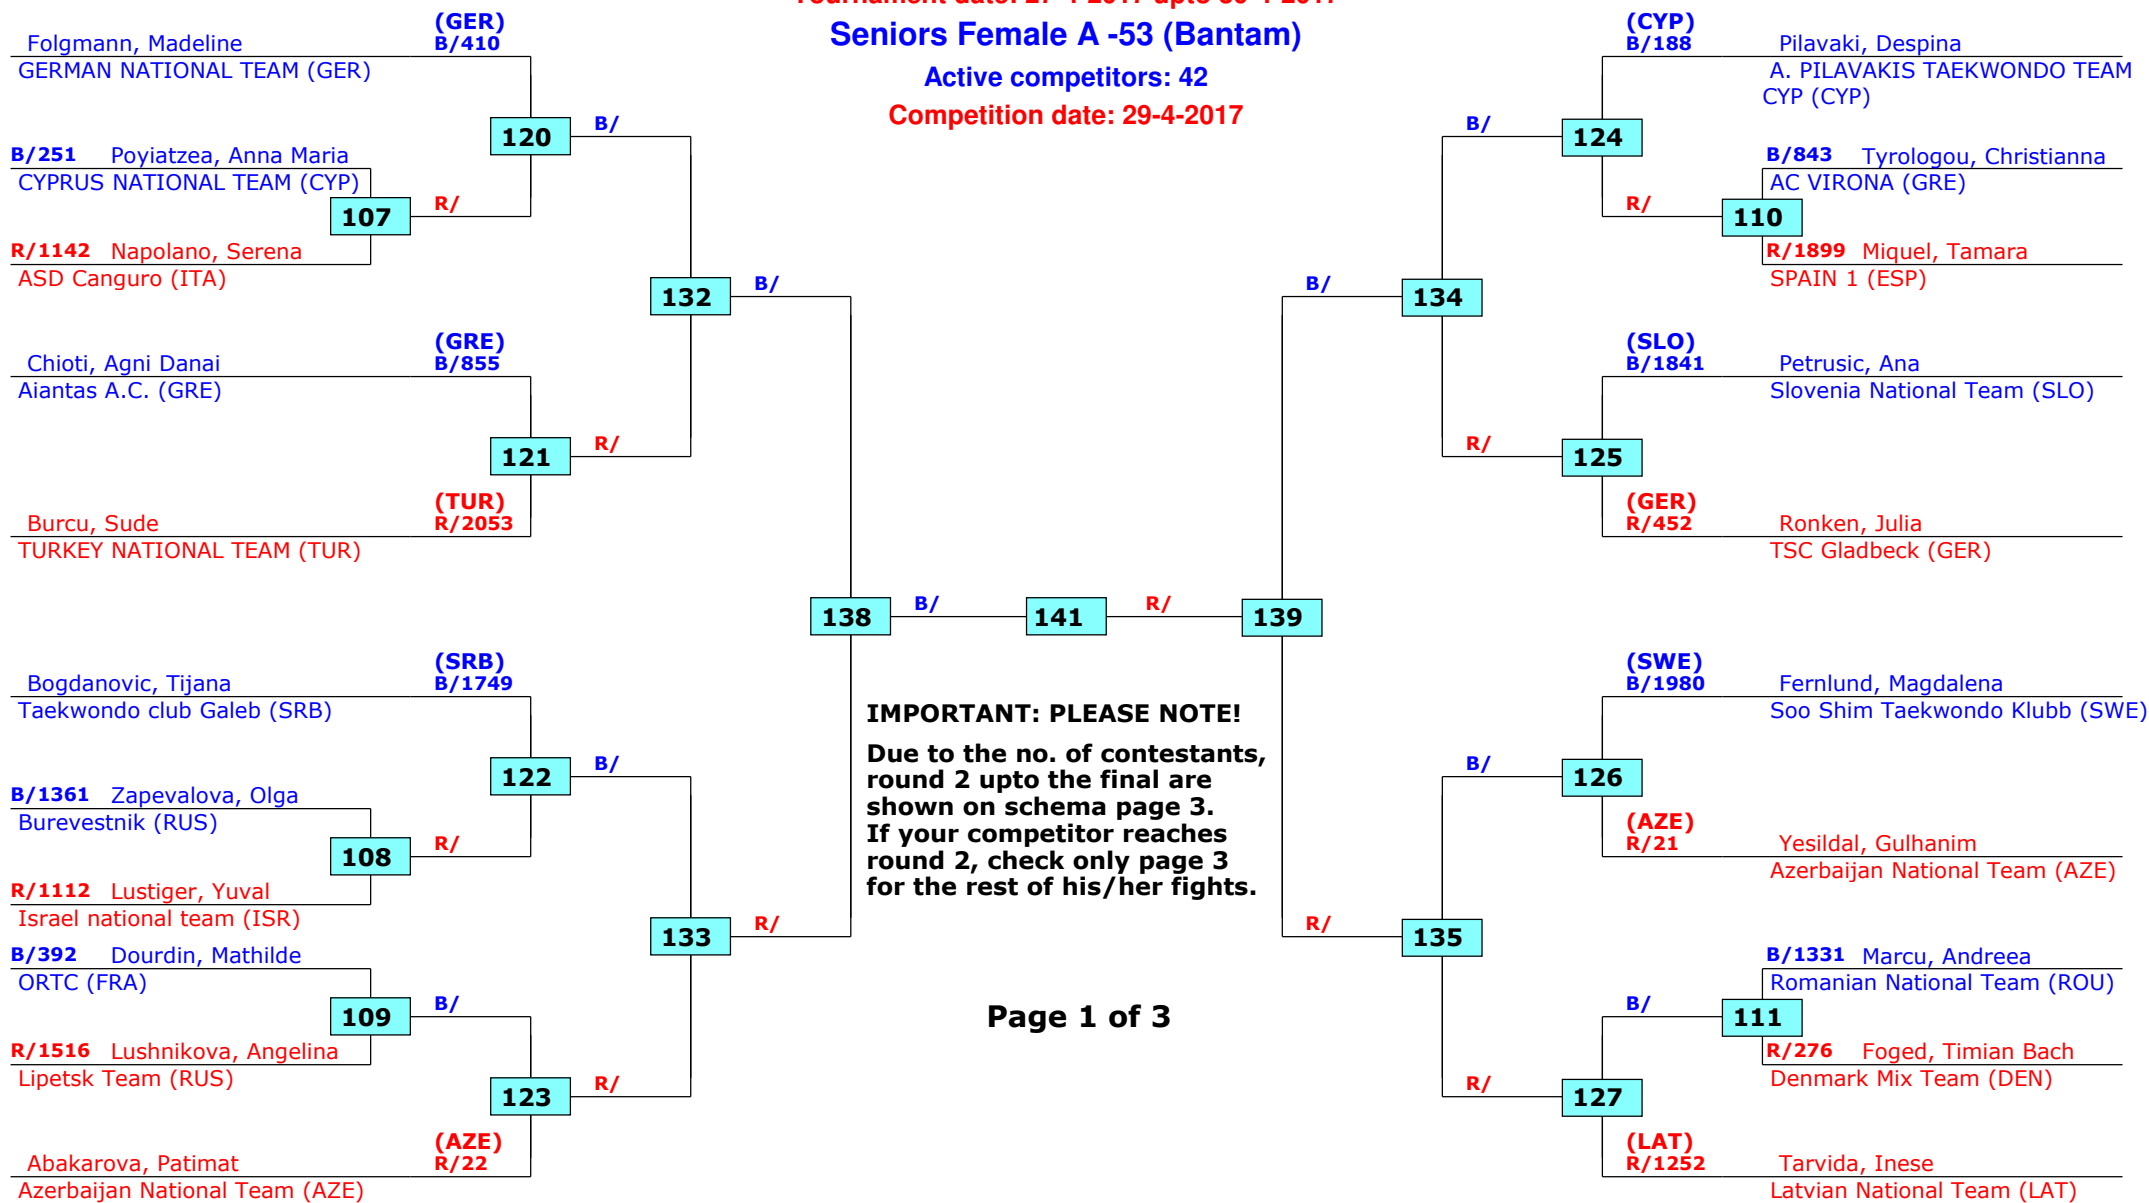 Tournament date: 27-4-2017 upto 30-4-2017
Seniors Female A -53 (Bantam)
Active competitors: 42
Competition date: 29-4-2017
(GER)
Folgmann, Madeline B/410
GERMAN NATIONAL TEAM (GER)
120
B/
B/251 Poyiatzea, Anna Maria
CYPRUS NATIONAL TEAM (CYP)
107
R/
R/1142 Napolano, Serena
ASD Canguro (ITA)
132
B/
(GRE)
Chioti, Agni Danai B/855
Aiantas A.C. (GRE)
121
R/
(TUR)
Burcu, Sude R/2053
TURKEY NATIONAL TEAM (TUR)
138
B/
141
R/
139
(SRB)
Bogdanovic, Tijana B/1749
Taekwondo club Galeb (SRB)
122
B/
B/1361 Zapevalova, Olga
Burevestnik (RUS)
108
R/
R/1112 Lustiger, Yuval
Israel national team (ISR)
133
R/
B/392 Dourdin, Mathilde
ORTC (FRA)
109
B/
R/1516 Lushnikova, Angelina
Lipetsk Team (RUS)
123
R/
(AZE)
Abakarova, Patimat R/22
Azerbaijan National Team (AZE)
IMPORTANT: PLEASE NOTE!
Due to the no. of contestants,
round 2 upto the final are
shown on schema page 3.
If your competitor reaches
round 2, check only page 3
for the rest of his/her fights.
Page 1 of 3
(CYP)
B/188 Pilavaki, Despina
A. PILAVAKIS TAEKWONDO TEAM
CYP (CYP)
B/
124
B/843 Tyrologou, Christianna
AC VIRONA (GRE)
R/
110
R/1899 Miquel, Tamara
SPAIN 1 (ESP)
B/
134
(SLO)
B/1841 Petrusic, Ana
Slovenia National Team (SLO)
R/
125
(GER)
R/452 Ronken, Julia
TSC Gladbeck (GER)
(SWE)
B/1980 Fernlund, Magdalena
Soo Shim Taekwondo Klubb (SWE)
B/
126
(AZE)
R/21 Yesildal, Gulhanim
Azerbaijan National Team (AZE)
R/
135
B/1331 Marcu, Andreea
Romanian National Team (ROU)
B/
111
R/276 Foged, Timian Bach
Denmark Mix Team (DEN)
R/
127
(LAT)
R/1252 Tarvida, Inese
Latvian National Team (LAT)